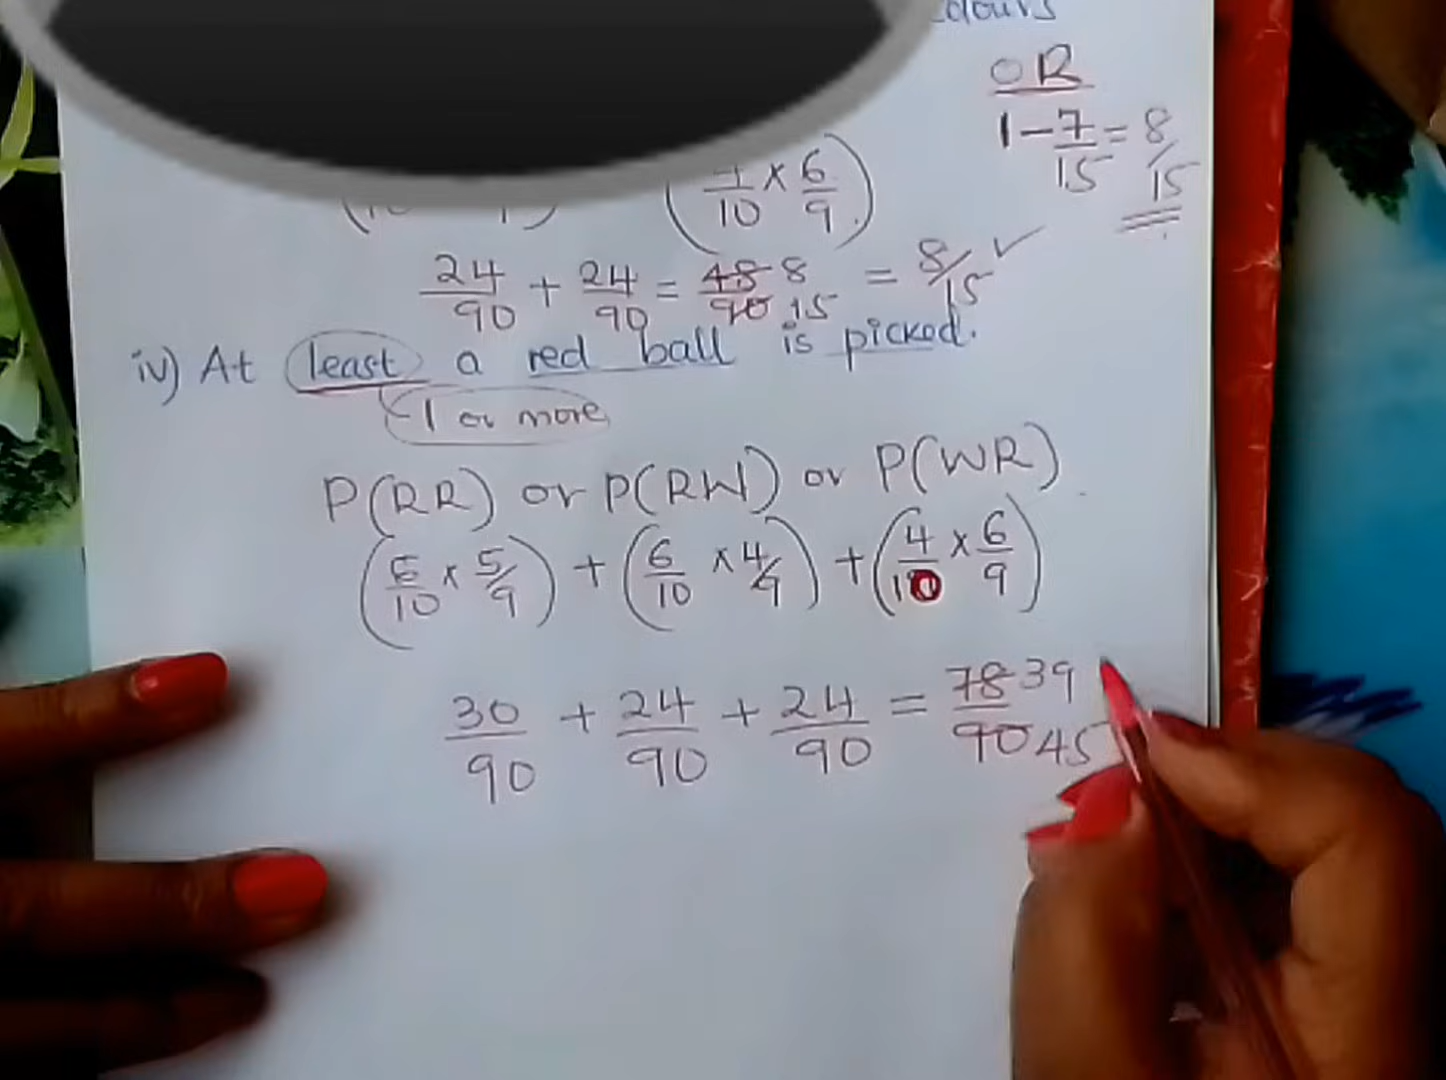 OR
1 - 7/15 = 8/15
× 6/9)
24/90 + 24/90 = 48/90 8/15 = 8/15 ✓
iv) At least a red ball is picked.
1 or more
P(RR) or P(RW) or P(WR)
(6/10 × 5/9) + (6/10 × 4/9) + (4/10 × 6/9)
30/90 + 24/90 + 24/90 = 78/90 39/45